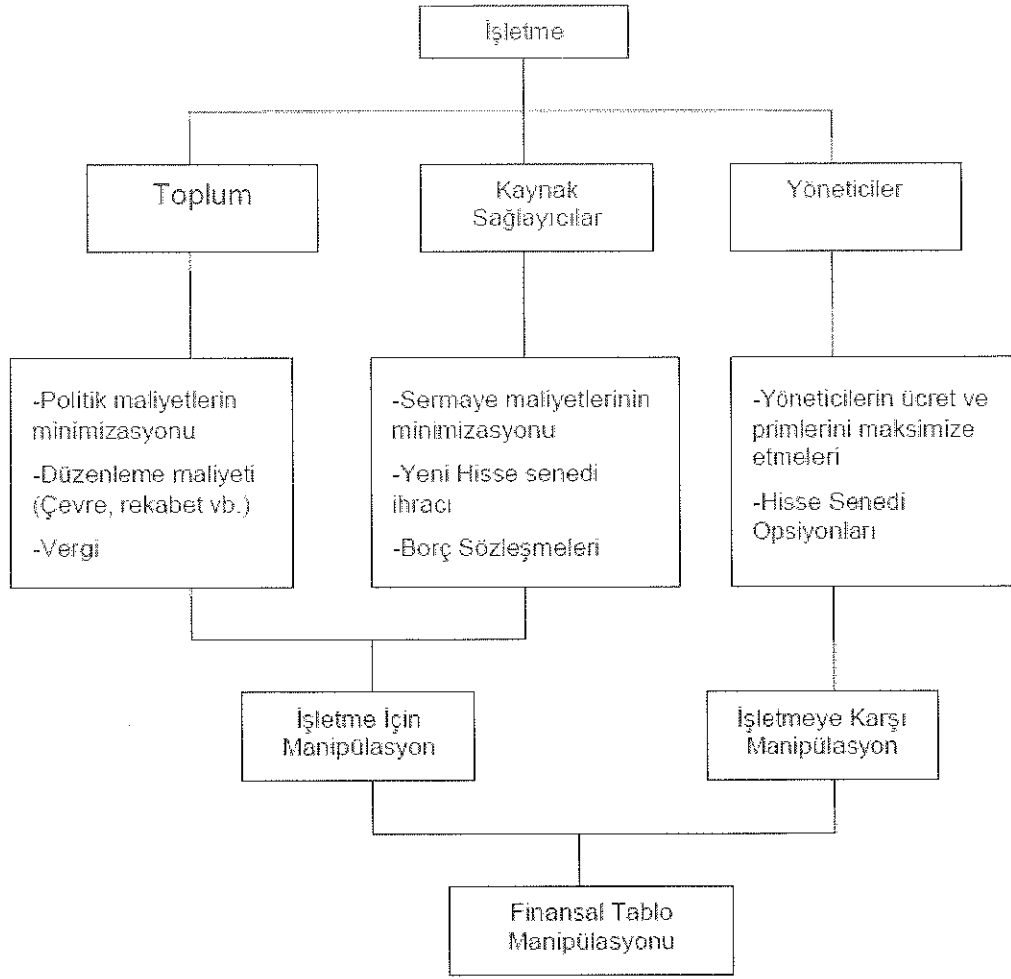 İşletme
Toplum
Kaynak
Sağlayıcılar
Yöneticiler
-Politik maliyetlerin
minimizasyonu
-Düzenleme maliyeti
(Çevre, rekabet vb.)
-Vergi
-Sermaye maliyetlerinin
minimizasyonu
-Yeni Hisse senedi
ihracı
-Borç Sözleşmeleri
-Yöneticilerin ücret ve
primlerini maksimize
etmeleri
-Hisse Senedi
Opsiyonları
İşletme İçin
Manipülasyon
İşletmeye Karşı
Manipülasyon
Finansal Tablo
Manipülasyonu